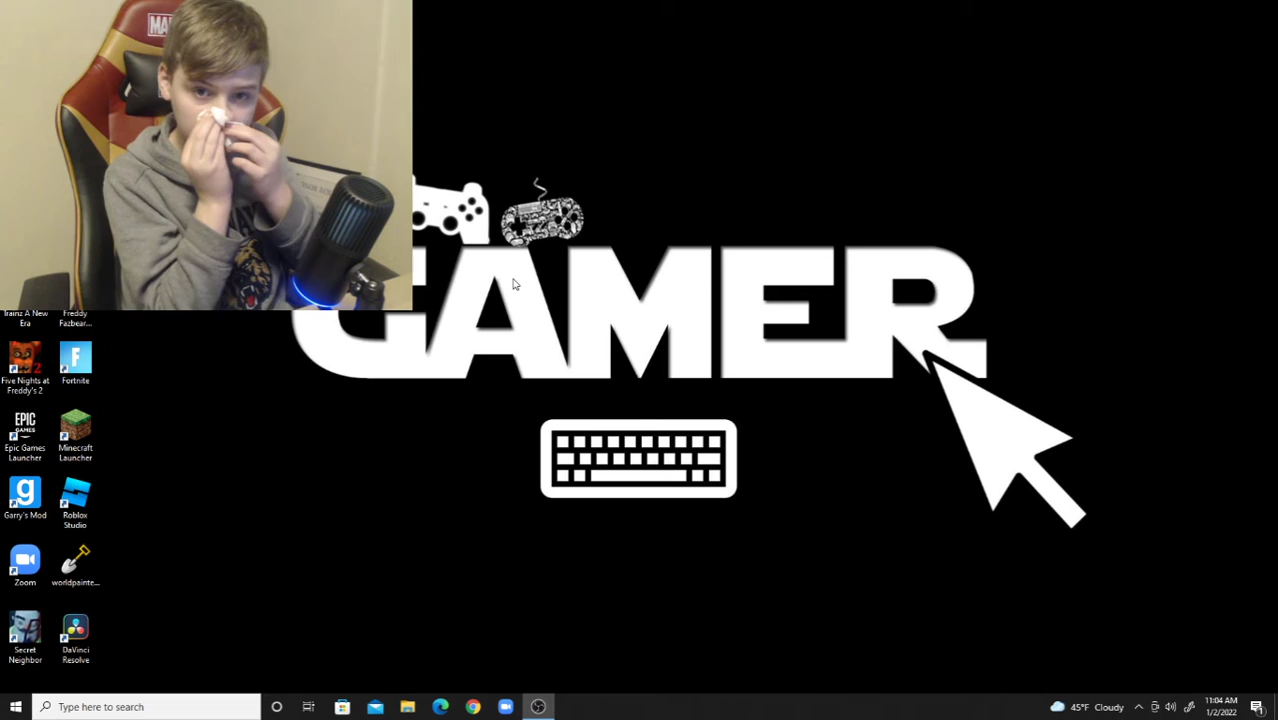 MAR
GAMER
Trainz A New Era
Freddy Fazbear...
Five Nights at Freddy's 2
Fortnite
EPIC GAMES
Epic Games Launcher
Minecraft Launcher
Garry's Mod
Roblox Studio
Zoom
worldpainte...
Secret Neighbor
DaVinci Resolve
Type here to search
45°F Cloudy
11:04 AM
1/2/2022